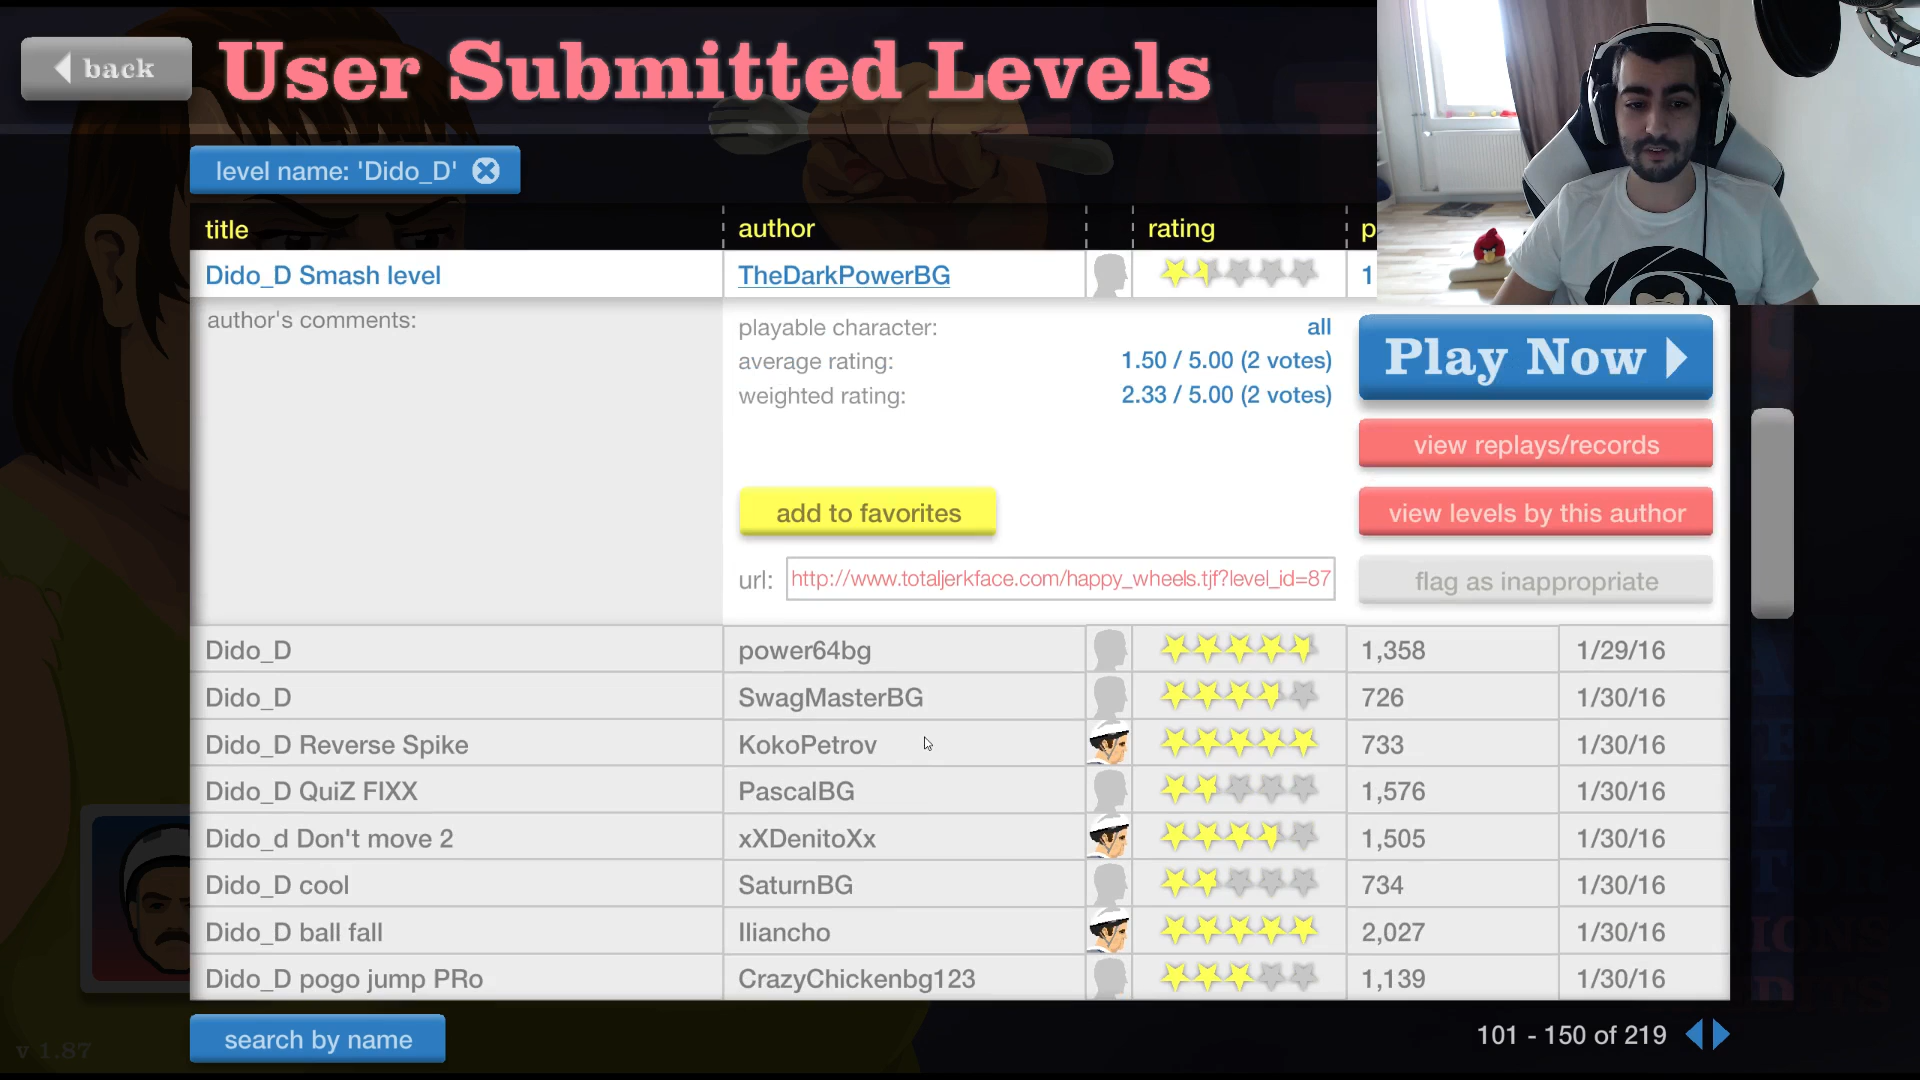 back
User Submitted Levels
level name: 'Dido_D'
title author rating p
Dido_D Smash level TheDarkPowerBG 1
author's comments:
playable character: all
average rating: 1.50 / 5.00 (2 votes)
weighted rating: 2.33 / 5.00 (2 votes)
Play Now
view replays/records
add to favorites
view levels by this author
url: http://www.totaljerkface.com/happy_wheels.tjf?level_id=87
flag as inappropriate
Dido_D power64bg 1,358 1/29/16
Dido_D SwagMasterBG 726 1/30/16
Dido_D Reverse Spike KokoPetrov 733 1/30/16
Dido_D QuiZ FIXX PascalBG 1,576 1/30/16
Dido_d Don't move 2 xXDenitoXx 1,505 1/30/16
Dido_D cool SaturnBG 734 1/30/16
Dido_D ball fall Iliancho 2,027 1/30/16
Dido_D pogo jump PRo CrazyChickenbg123 1,139 1/30/16
search by name
101 - 150 of 219
v 1.87